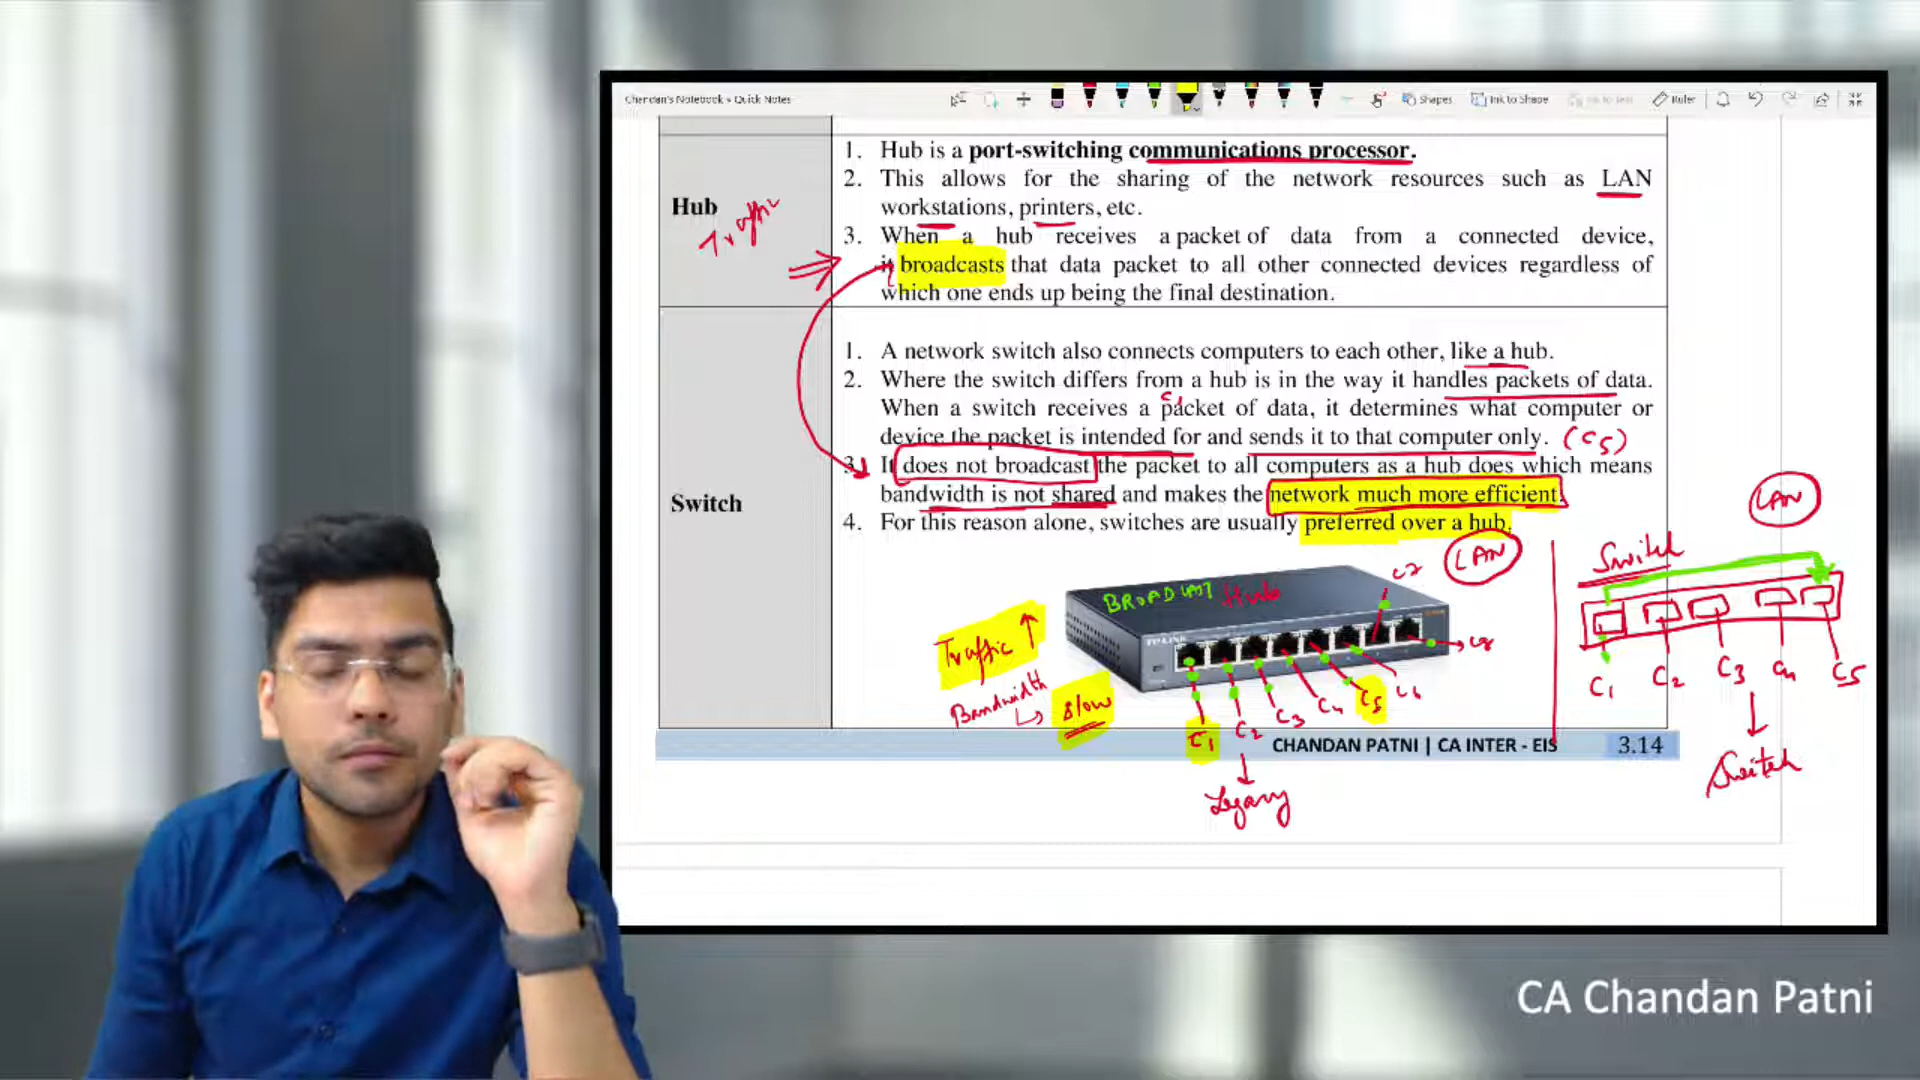 Chandan's Notebook » Quick Notes
Shapes
Ink to Shape
Ink to Text
Ruler
Hub
Traffic
1. Hub is a port-switching communications processor.
2. This allows for the sharing of the network resources such as LAN
workstations, printers, etc.
3. When a hub receives a packet of data from a connected device,
it broadcasts that data packet to all other connected devices regardless of
which one ends up being the final destination.
Switch
1. A network switch also connects computers to each other, like a hub.
2. Where the switch differs from a hub is in the way it handles packets of data.
C1
When a switch receives a packet of data, it determines what computer or
device the packet is intended for and sends it to that computer only. (C5)
3. It does not broadcast the packet to all computers as a hub does which means
bandwidth is not shared and makes the network much more efficient.
4. For this reason alone, switches are usually preferred over a hub.
LAN
LAN
Switch
BROADCAST Hub
TP-LINK
Traffic ↑
Bandwidth
↳ slow
C1
C2
C3
C4
C5
C6
C7
C8
Legacy
C1
C2
C3
C4
C5
Switch
CHANDAN PATNI | CA INTER - EIS 3.14
CA Chandan Patni